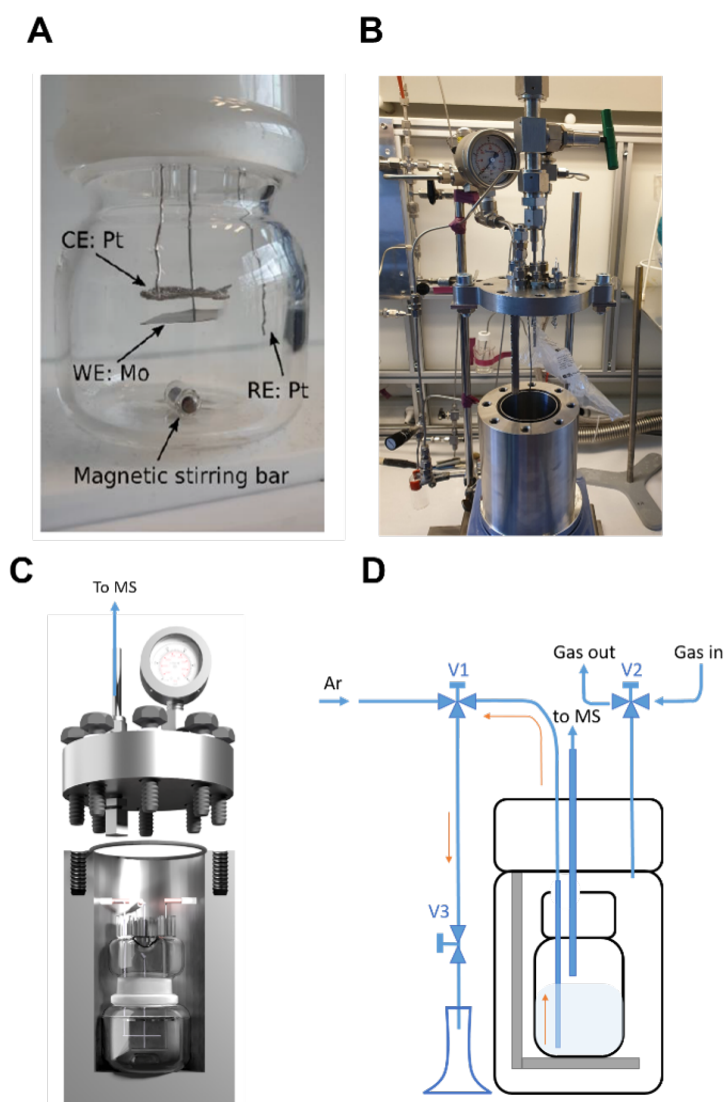 A
B
CE: Pt
WE: Mo
RE: Pt
Magnetic stirring bar
C
D
To MS
Gas out
V2
Gas in
V1
Ar
to MS
V3